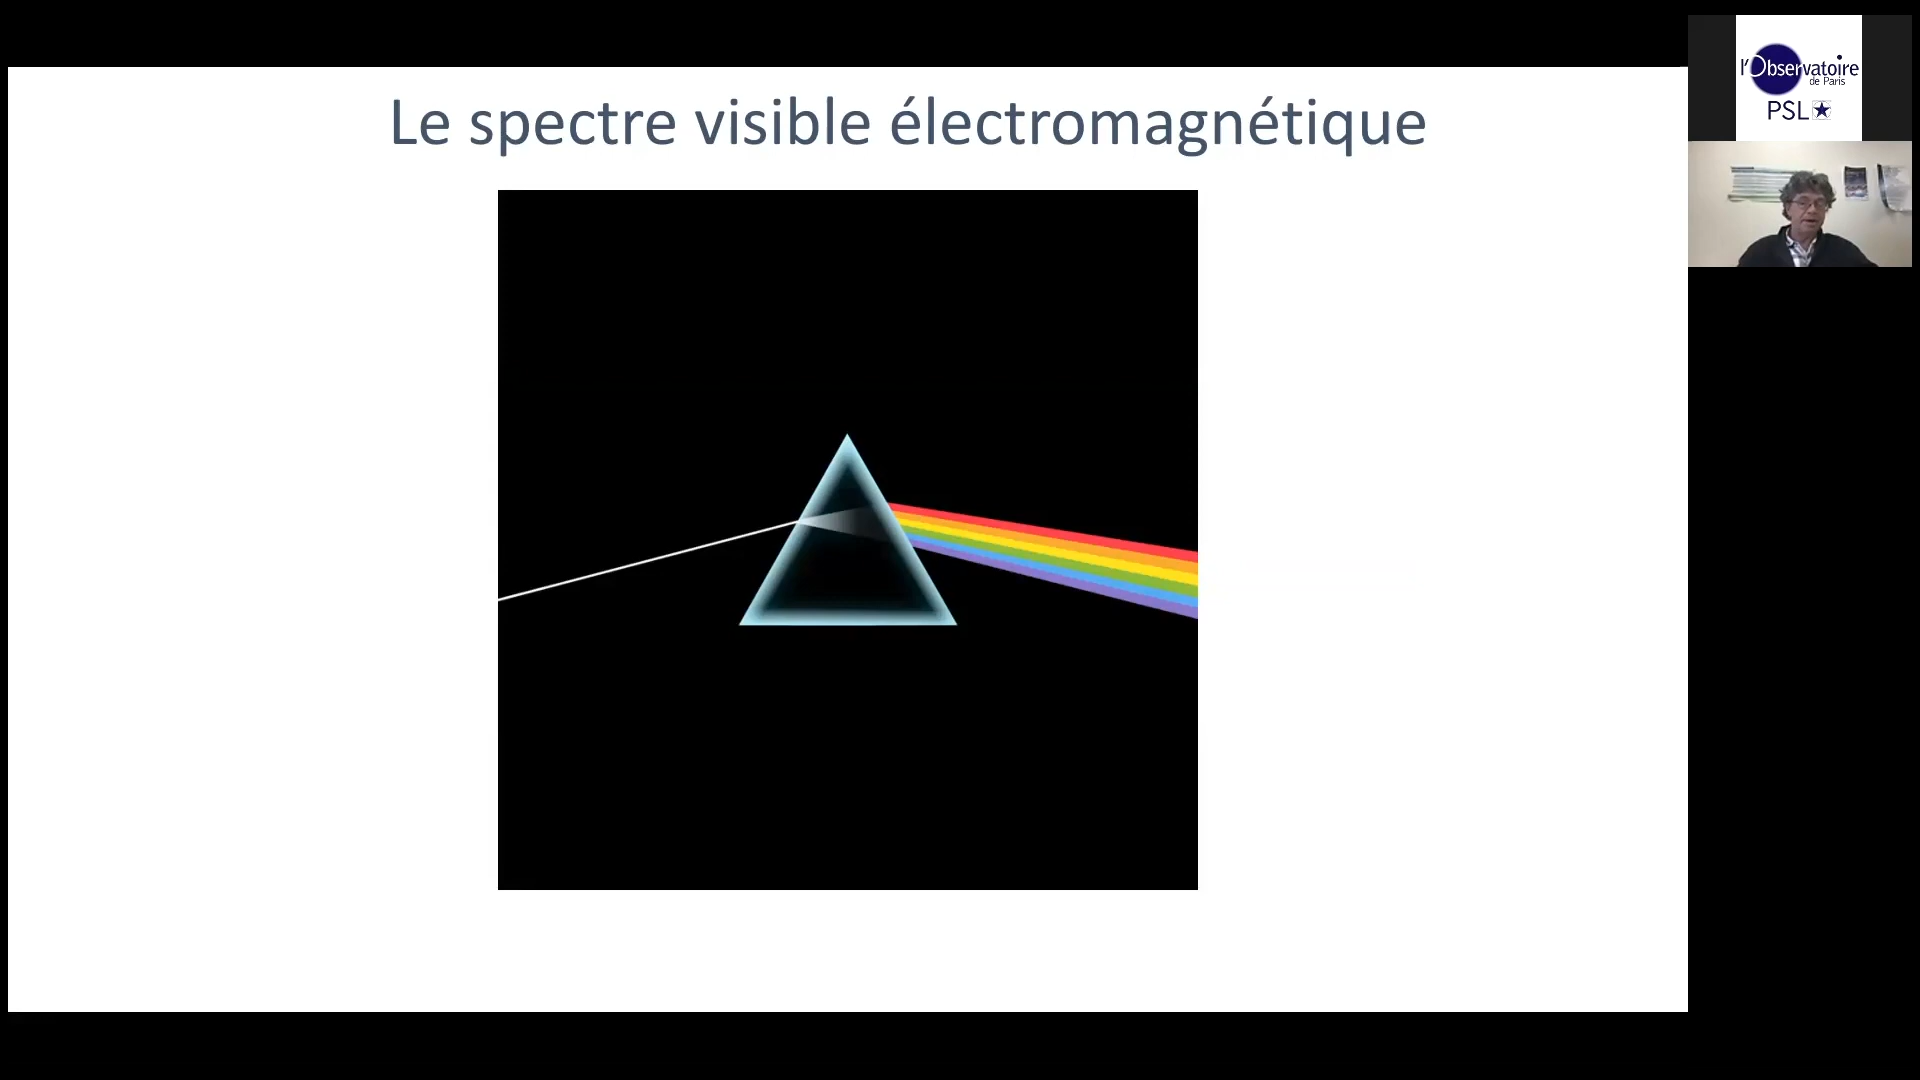 Le spectre visible électromagnétique
l'Observatoire
de Paris
PSL